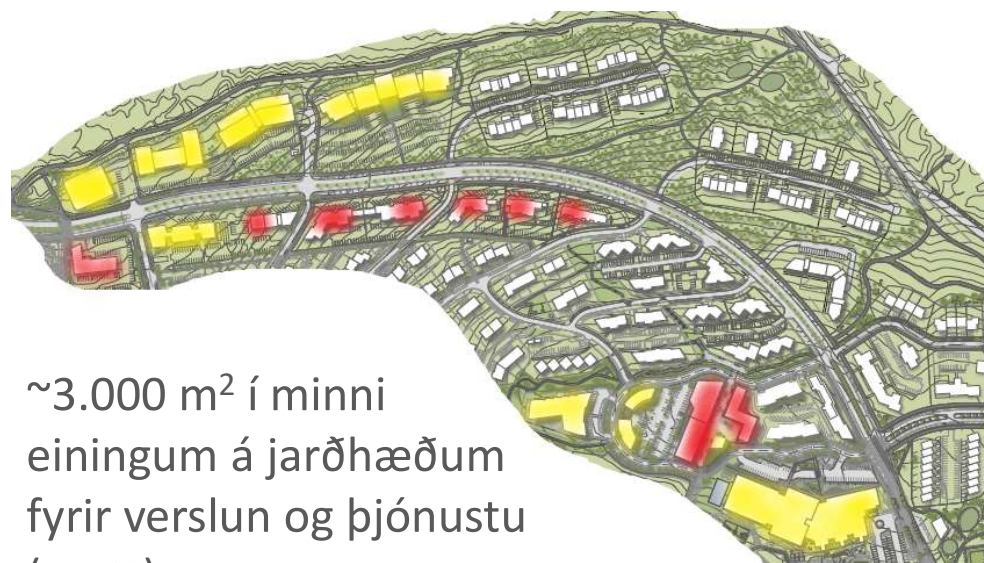 ~3.000 m² í minni
einingum á jarðhæðum
fyrir verslun og þjónustu